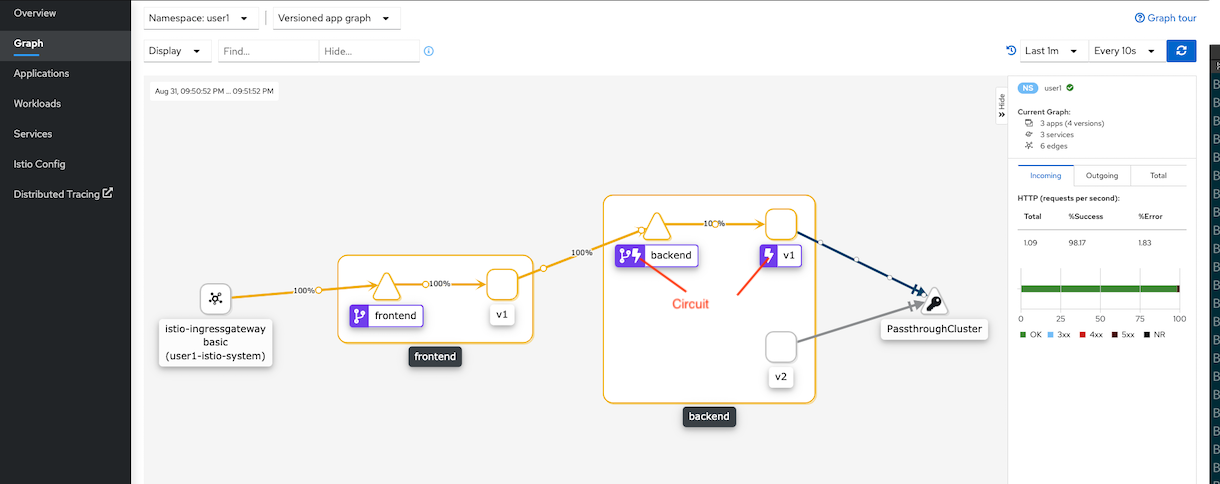 Overview
Graph
Applications
Workloads
Services
Istio Config
Distributed Tracing
Namespace: user1
Versioned app graph
Graph tour
Display
Find...
Hide...
Last 1m
Every 10s
Aug 31, 09:50:52 PM ... 09:51:52 PM
Hide
istio-ingressgateway
basic
(user1-istio-system)
100%
frontend
100%
v1
frontend
100%
backend
100%
v1
Circuit
v2
backend
PassthroughCluster
NS user1
Current Graph:
3 apps (4 versions)
3 services
6 edges
Incoming Outgoing Total
HTTP (requests per second):
Total %Success %Error
1.09 98.17 1.83
0 25 50 75 100
OK 3xx 4xx 5xx NR